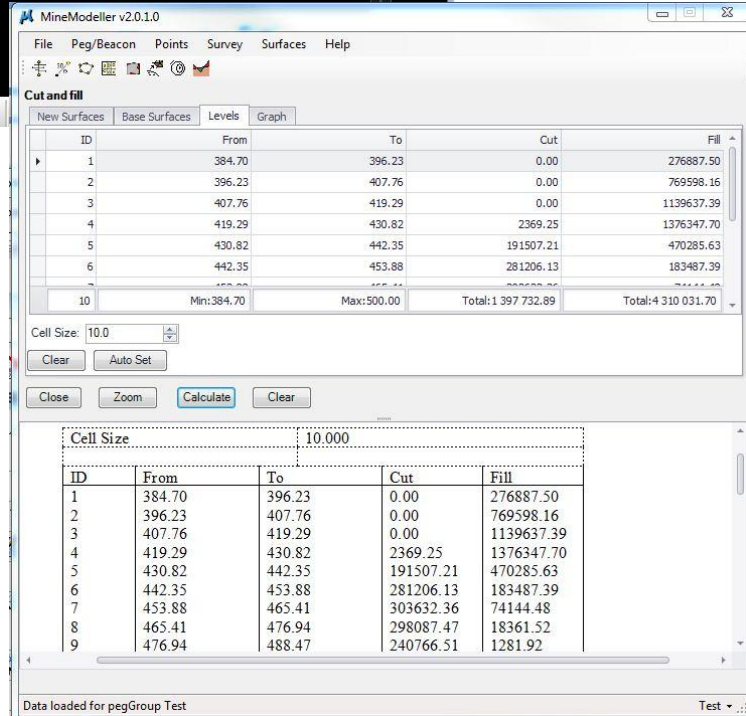 MineModeller v2.0.1.0
File Peg/Beacon Points Survey Surfaces Help
Cut and fill
New Surfaces Base Surfaces Levels Graph
ID From To Cut Fill
1 384.70 396.23 0.00 276887.50
2 396.23 407.76 0.00 769598.16
3 407.76 419.29 0.00 1139637.39
4 419.29 430.82 2369.25 1376347.70
5 430.82 442.35 191507.21 470285.63
6 442.35 453.88 281206.13 183487.39
10 Min:384.70 Max:500.00 Total:1 397 732.89 Total:4 310 031.70
Cell Size: 10.0
Clear Auto Set
Close Zoom Calculate Clear
Cell Size 10.000
ID From To Cut Fill
1 384.70 396.23 0.00 276887.50
2 396.23 407.76 0.00 769598.16
3 407.76 419.29 0.00 1139637.39
4 419.29 430.82 2369.25 1376347.70
5 430.82 442.35 191507.21 470285.63
6 442.35 453.88 281206.13 183487.39
7 453.88 465.41 303632.36 74144.48
8 465.41 476.94 298087.47 18361.52
9 476.94 488.47 240766.51 1281.92
Data loaded for pegGroup Test Test